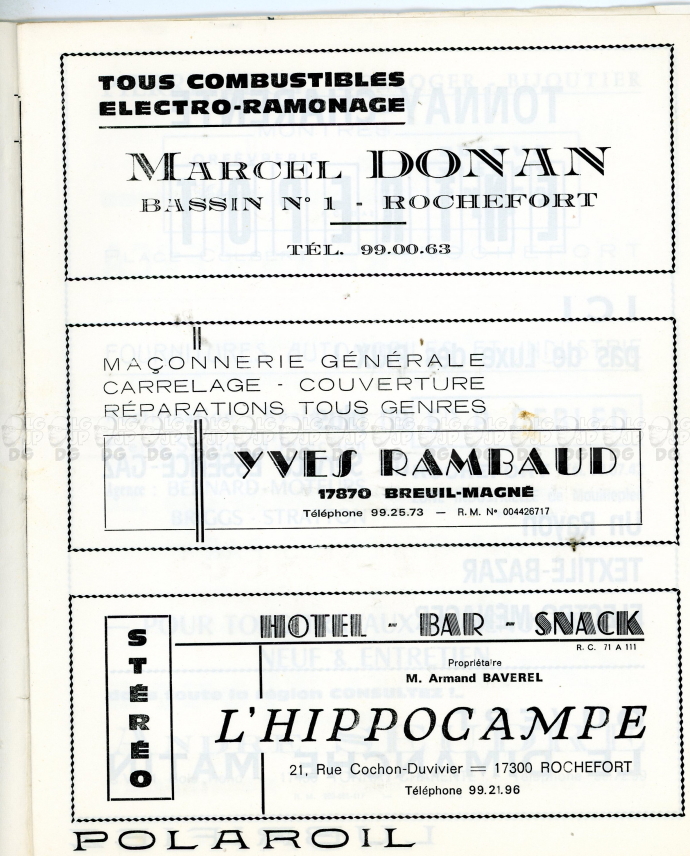 TOUS COMBUSTIBLES
ELECTRO-RAMONAGE
MARCEL DONAN
BASSIN N° 1 - ROCHEFORT
TÉL. 99.00.63
MAÇONNERIE GÉNÉRALE
CARRELAGE - COUVERTURE
RÉPARATIONS TOUS GENRES
YVES RAMBAUD
17870 BREUIL-MAGNÉ
Téléphone 99.25.73 — R.M. N° 004426717
STÉRÉO
HOTEL - BAR - SNACK
R.C. 71 A 111
Propriétaire
M. Armand BAVEREL
L'HIPPOCAMPE
21, Rue Cochon-Duvivier — 17300 ROCHEFORT
Téléphone 99.21.96
POLAROIL